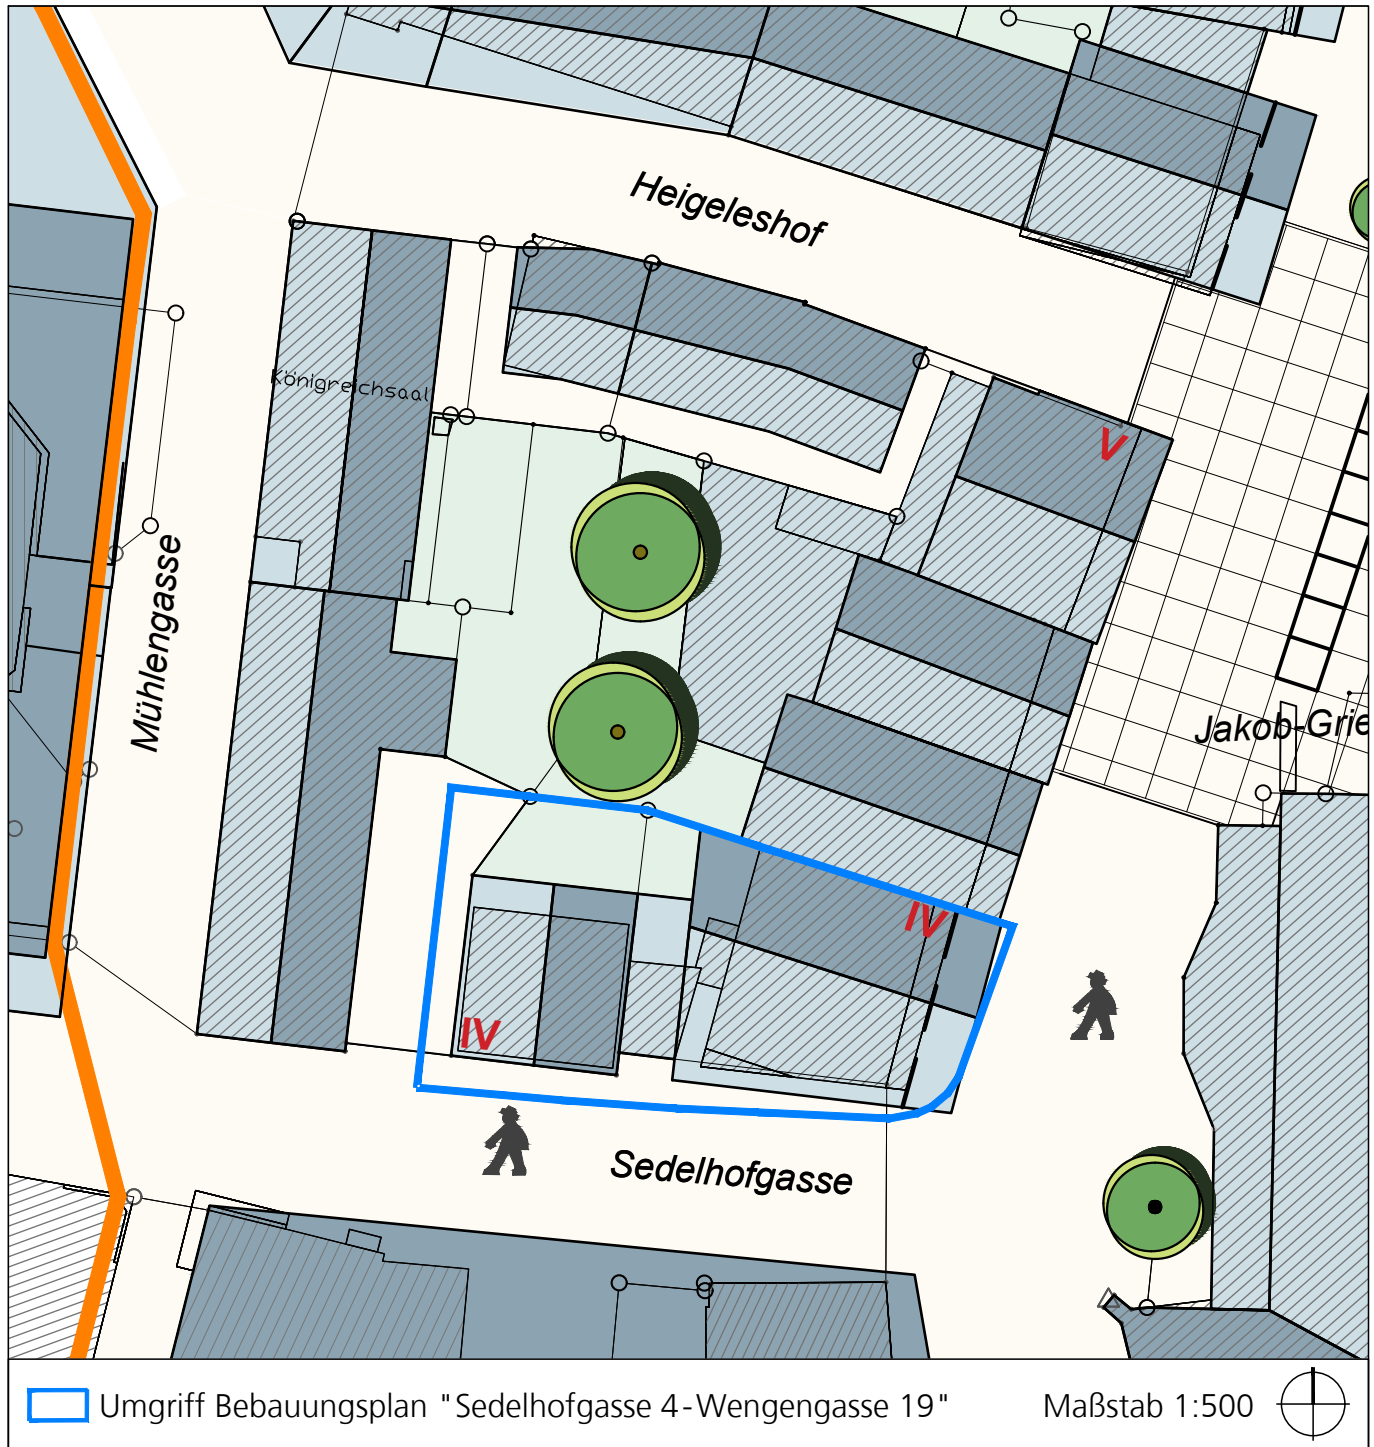 Heigeleshof
Königreichsaal
V
Mühlengasse
Jakob-Grie
IV
IV
Sedelhofgasse
Umgriff Bebauungsplan "Sedelhofgasse 4-Wengengasse 19" Maßstab 1:500